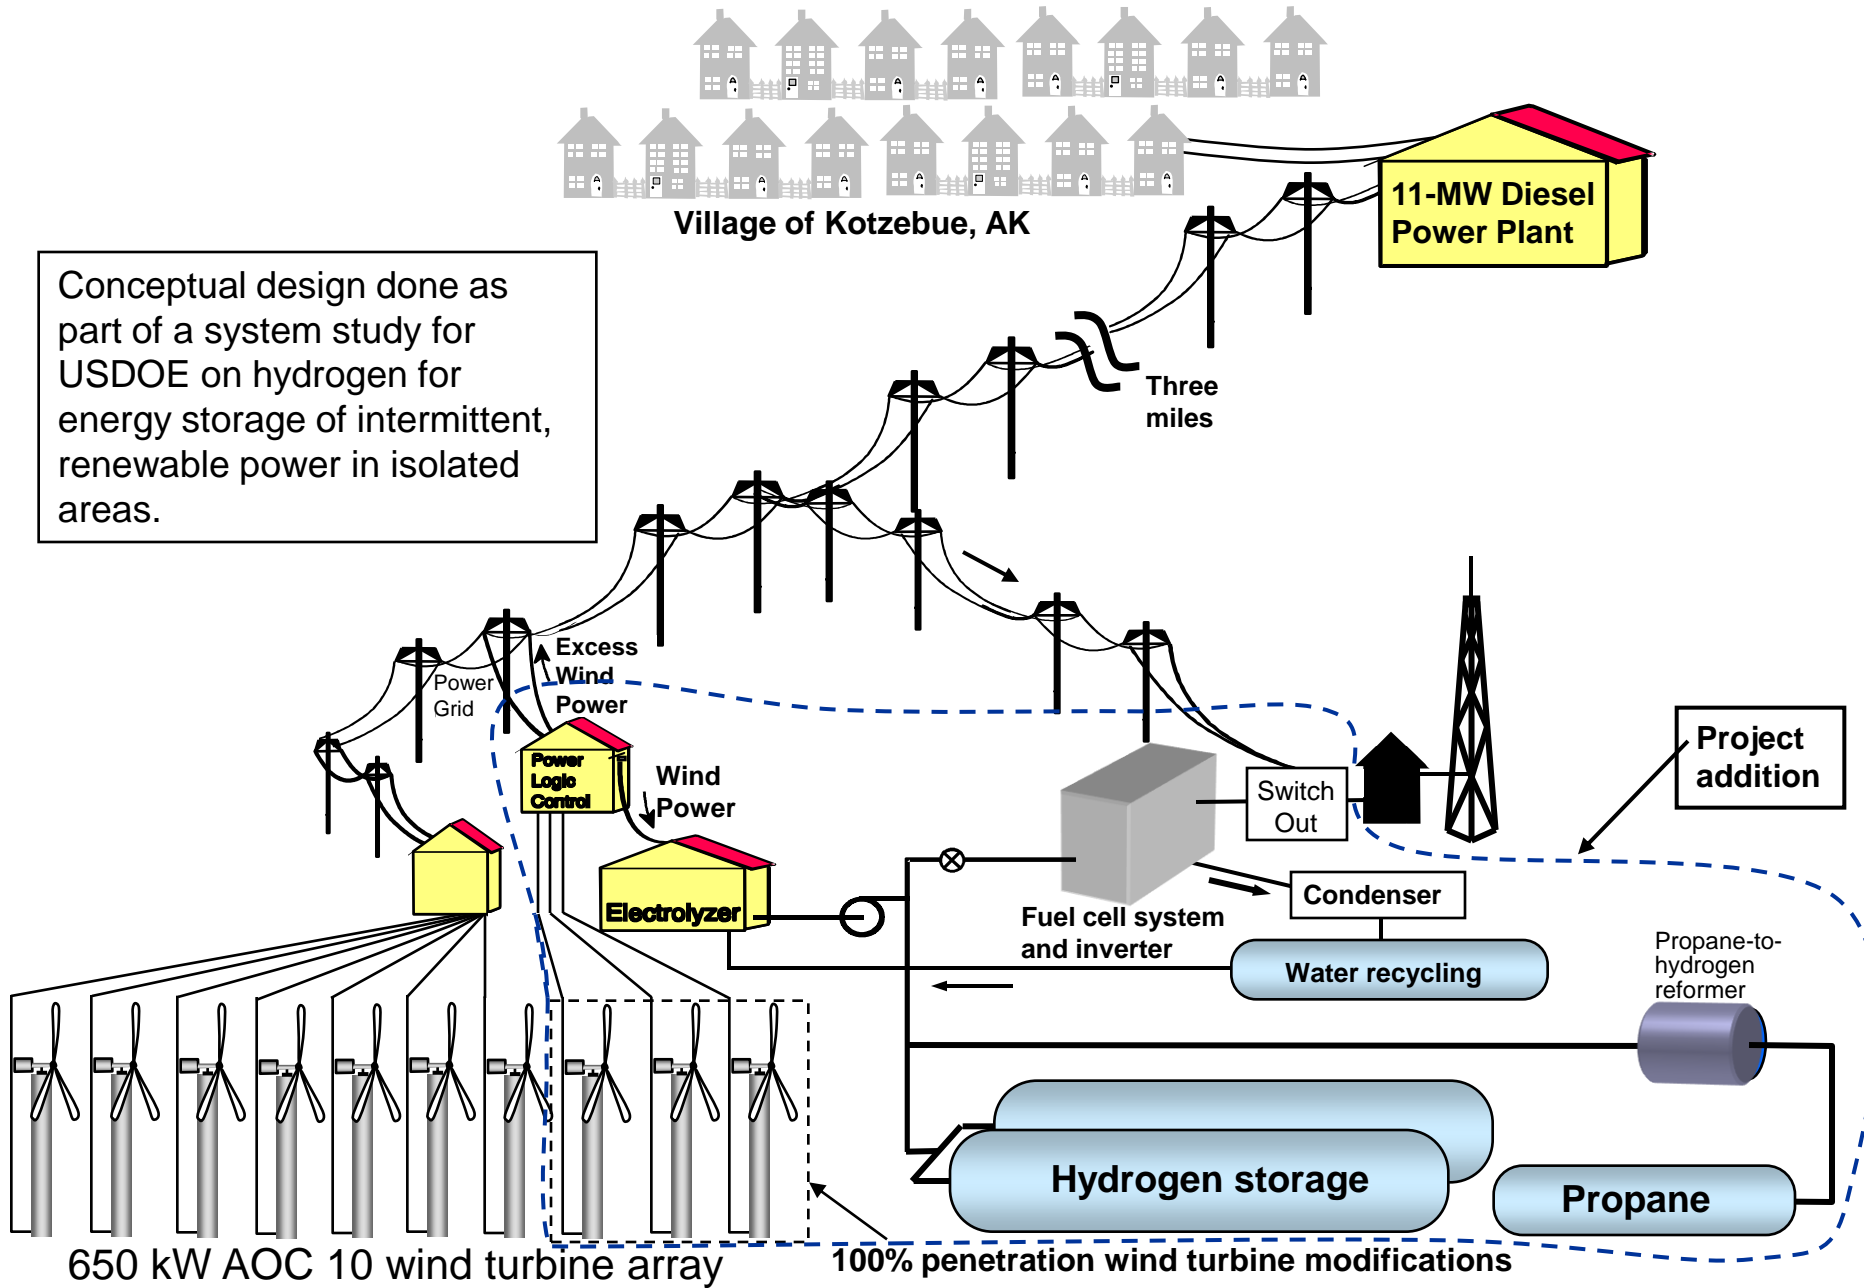 Village of Kotzebue, AK
11-MW Diesel
Power Plant
Conceptual design done as
part of a system study for
USDOE on hydrogen for
energy storage of intermittent,
renewable power in isolated
areas.
Three
miles
Excess
Wind
Power
Power
Grid
Power
Logic
Control
Wind
Power
Project
addition
Switch
Out
Electrolyzer
Condenser
Fuel cell system
and inverter
Water recycling
Propane-to-
hydrogen
reformer
Hydrogen storage
Propane
650 kW AOC 10 wind turbine array
100% penetration wind turbine modifications